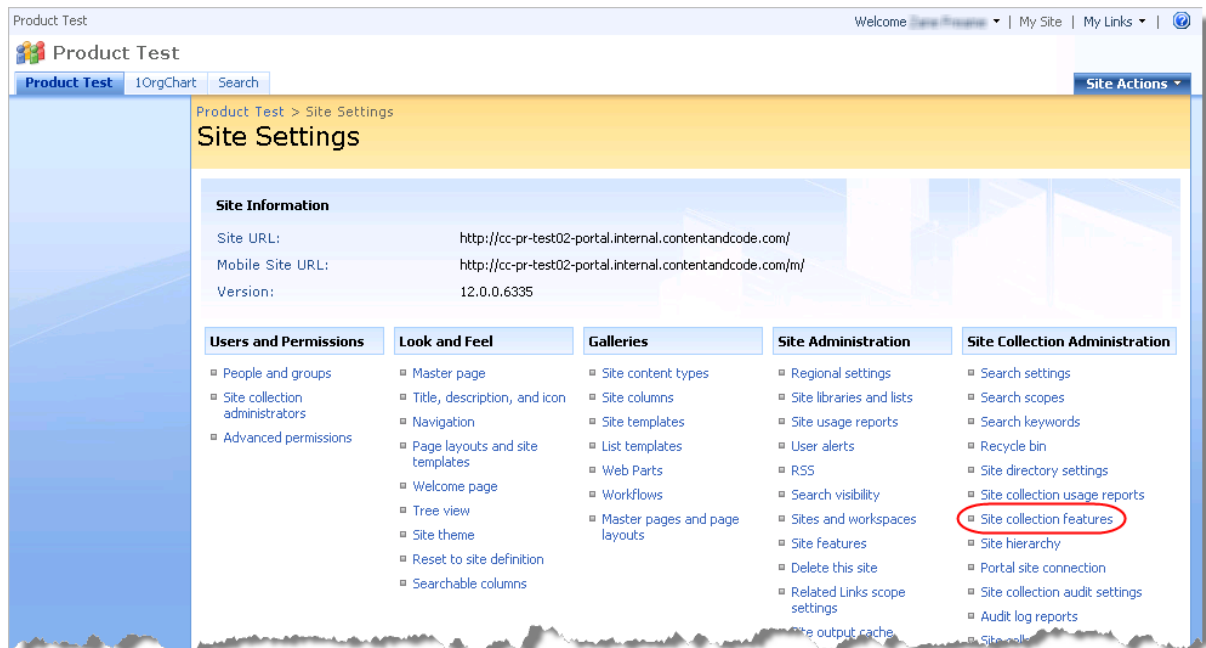 Product Test
Welcome
| My Site | My Links |
Product Test
Product Test
1OrgChart
Search
Site Actions
Product Test > Site Settings
Site Settings
Site Information
Site URL: http://cc-pr-test02-portal.internal.contentandcode.com/
Mobile Site URL: http://cc-pr-test02-portal.internal.contentandcode.com/m/
Version: 12.0.0.6335
Users and Permissions
People and groups
Site collection
administrators
Advanced permissions
Look and Feel
Master page
Title, description, and icon
Navigation
Page layouts and site
templates
Welcome page
Tree view
Site theme
Reset to site definition
Searchable columns
Galleries
Site content types
Site columns
Site templates
List templates
Web Parts
Workflows
Master pages and page
layouts
Site Administration
Regional settings
Site libraries and lists
Site usage reports
User alerts
RSS
Search visibility
Sites and workspaces
Site features
Delete this site
Related Links scope
settings
output cache
Site Collection Administration
Search settings
Search scopes
Search keywords
Recycle bin
Site directory settings
Site collection usage reports
Site collection features
Site hierarchy
Portal site connection
Site collection audit settings
Audit log reports